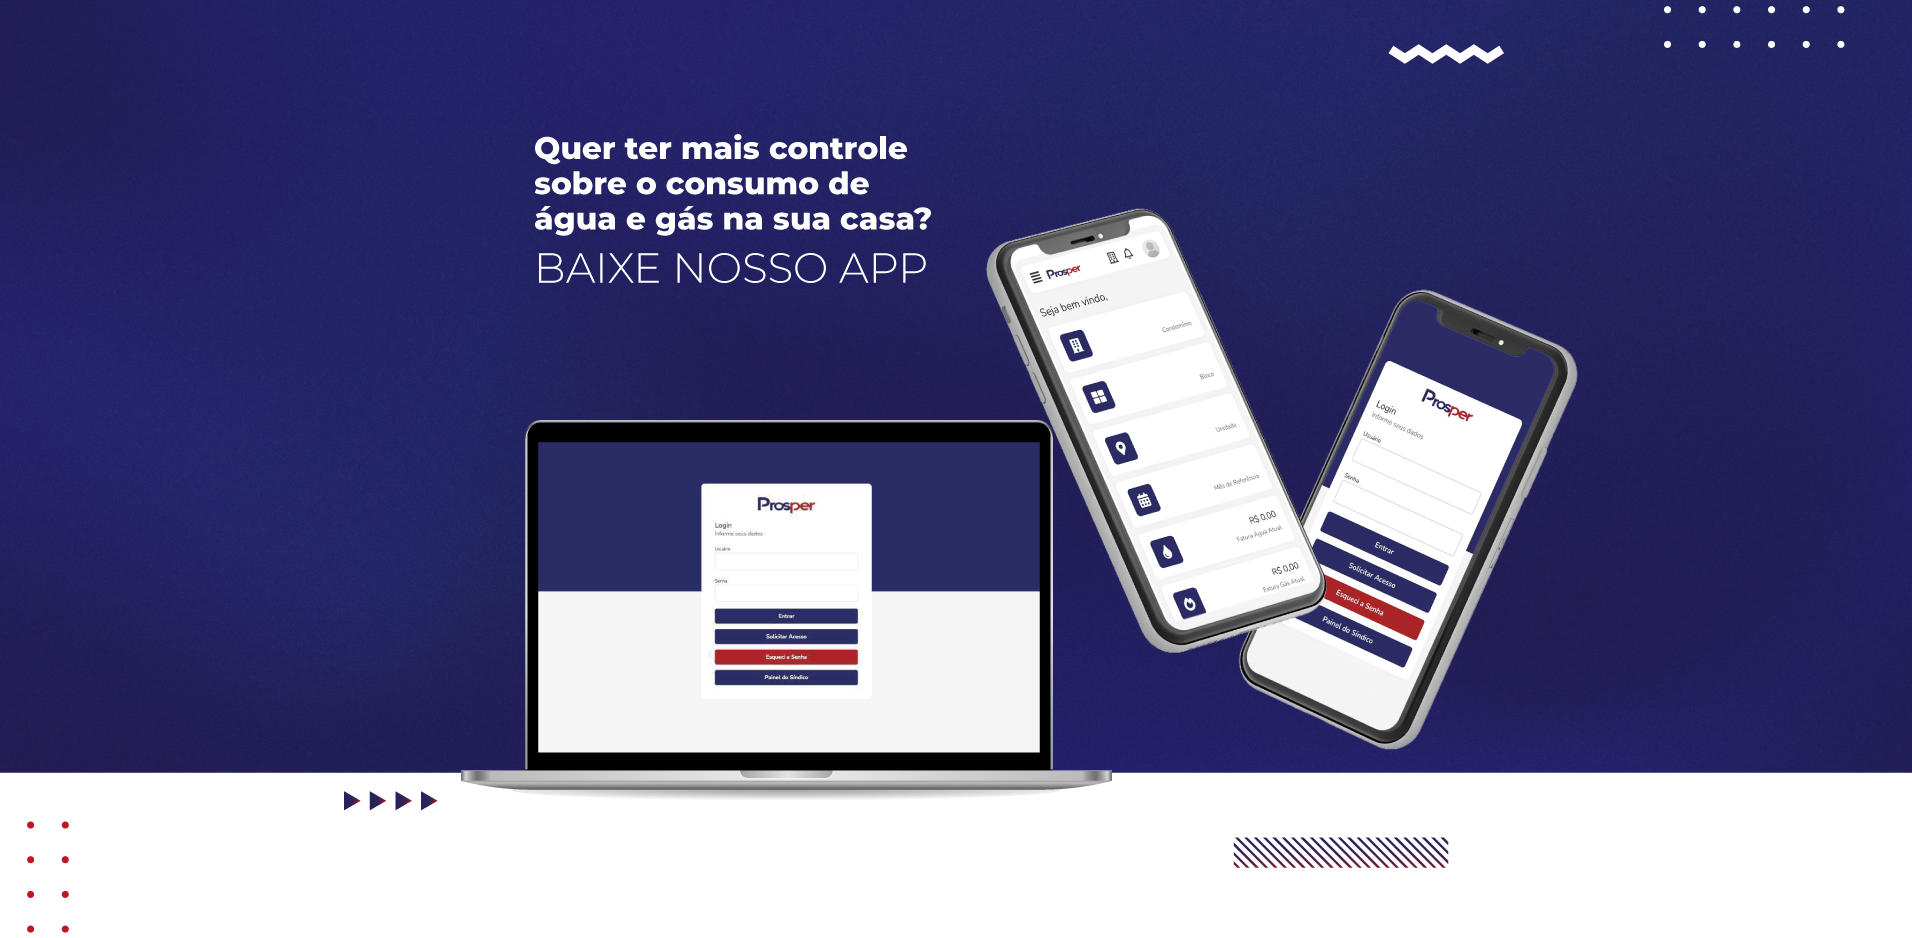 Quer ter mais controle
sobre o consumo de
água e gás na sua casa?
BAIXE NOSSO APP
Prosper
Seja bem vindo,
Condomínio
Bloco
Unidade
Mês de Referência
R$ 0,00
Fatura Água Atual
R$ 0,00
Fatura Gás Atual
Prosper
Login
Informe seus dados
Usuário
Senha
Entrar
Solicitar Acesso
Esqueci a Senha
Painel do Síndico
Prosper
Login
Informe seus dados
Usuário
Senha
Entrar
Solicitar Acesso
Esqueci a Senha
Painel do Síndico